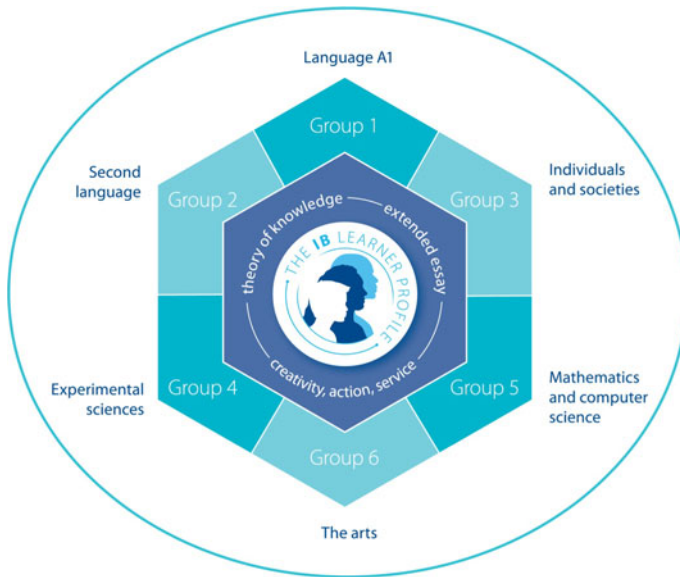 Language A1
Group 1
Second
language
Group 2
Group 3
Individuals
and societies
theory of knowledge
extended essay
THE IB LEARNER PROFILE
creativity, action, service
Experimental
sciences
Group 4
Group 5
Mathematics
and computer
science
Group 6
The arts